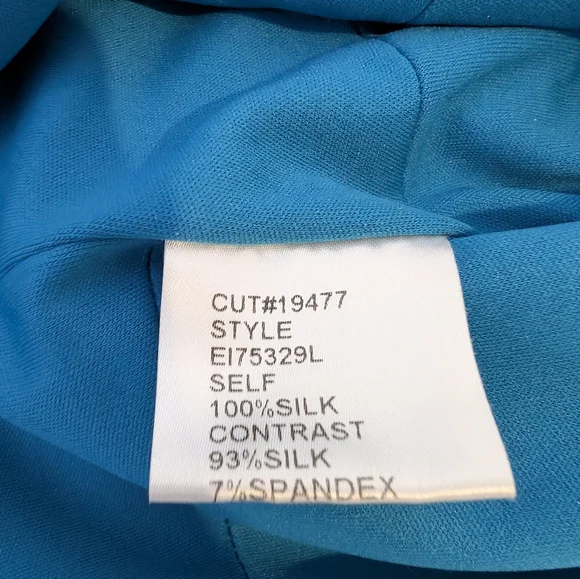 CUT#19477
STYLE
EI75329L
SELF
100%SILK
CONTRAST
93%SILK
7%SPANDEX